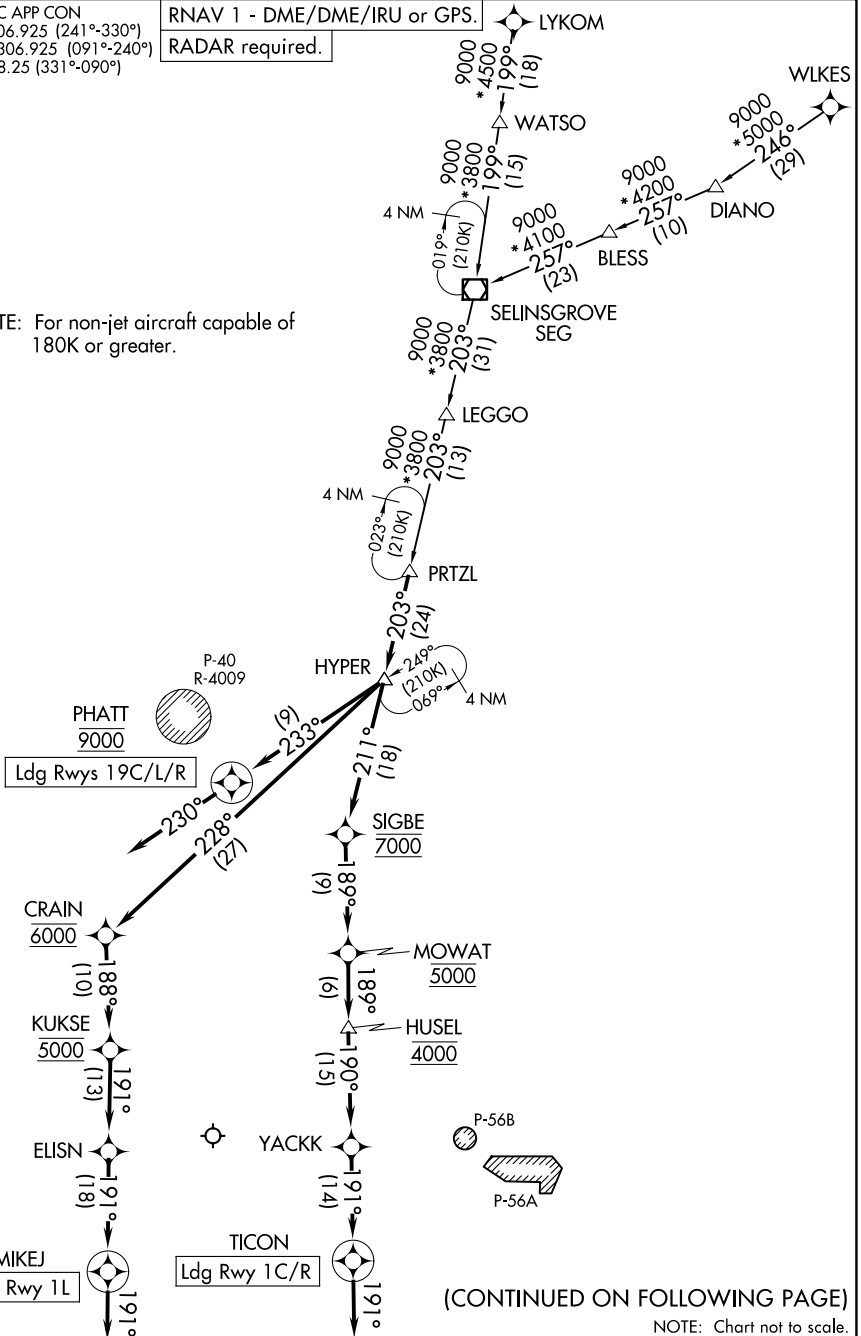 C APP CON
06.925 (241°-330°)
306.925 (091°-240°)
8.25 (331°-090°)
RNAV 1 - DME/DME/IRU or GPS.
RADAR required.
LYKOM
9000
*4500
199°
(18)
WATSO
WLKES
9000
*5000
246°
(29)
DIANO
9000
*4200
257°
(10)
BLESS
9000
*4100
257°
(23)
9000
*3800
199°
(15)
4 NM
019°
(210K)
SELINSGROVE
SEG
TE: For non-jet aircraft capable of
180K or greater.
9000
*3800
203°
(31)
LEGGO
9000
*3800
203°
(13)
4 NM
023°
(210K)
PRTZL
203°
(24)
HYPER
249°
(210K)
069°
4 NM
P-40
R-4009
PHATT
9000
Ldg Rwys 19C/L/R
(9)
233°
230°
228°
(27)
211°
(18)
SIGBE
7000
189°
(9)
CRAIN
6000
188°
(10)
MOWAT
5000
189°
(6)
KUKSE
5000
191°
(13)
HUSEL
4000
190°
(15)
ELISN
191°
(18)
YACKK
191°
(14)
P-56B
P-56A
MIKEJ
Rwy 1L
191°
TICON
Ldg Rwy 1C/R
191°
(CONTINUED ON FOLLOWING PAGE)
NOTE: Chart not to scale.